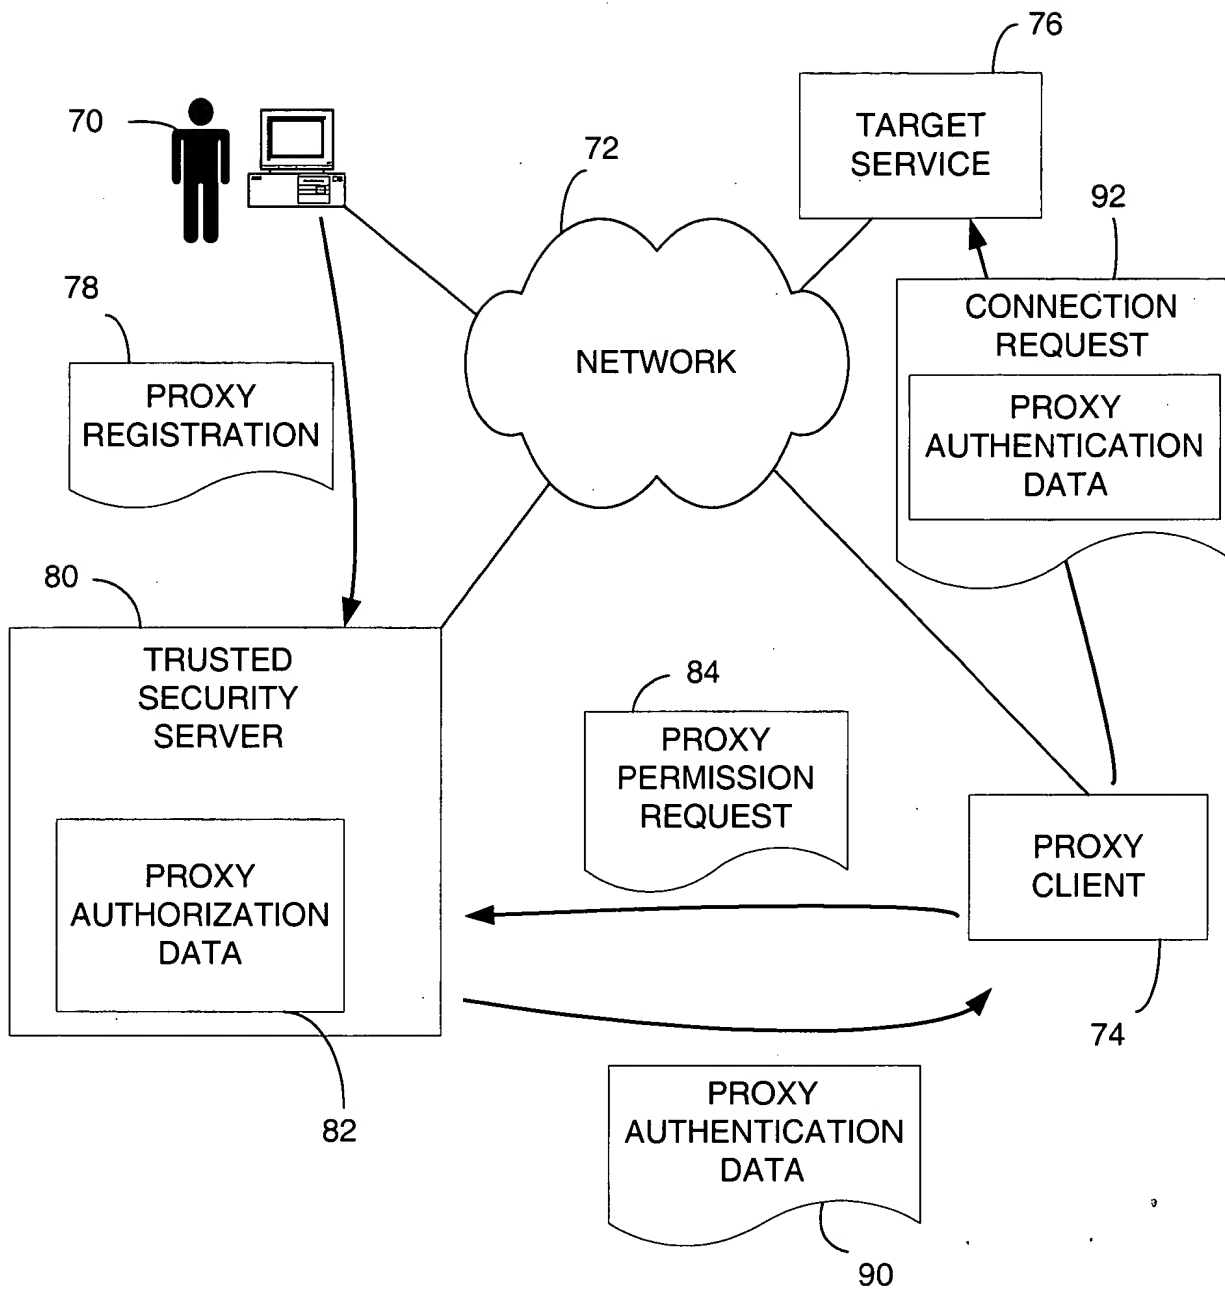 76
70
TARGET
SERVICE
72
92
78
CONNECTION
REQUEST
NETWORK
PROXY
REGISTRATION
PROXY
AUTHENTICATION
DATA
80
TRUSTED
SECURITY
SERVER
84
PROXY
PERMISSION
REQUEST
PROXY
CLIENT
PROXY
AUTHORIZATION
DATA
74
82
PROXY
AUTHENTICATION
DATA
90